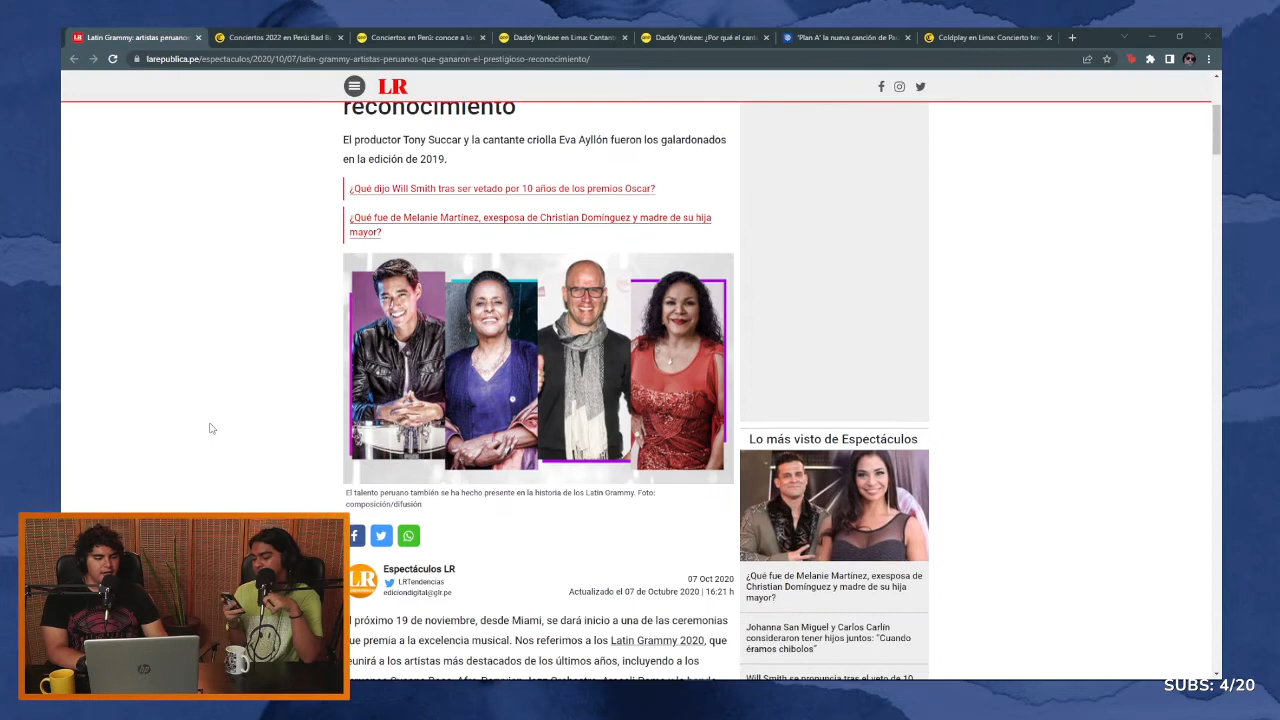 Latin Grammy: artistas peruanos
Conciertos 2022 en Perú: Bad Bu
Conciertos en Perú: conoce a lo
Daddy Yankee en Lima: Cantante
Daddy Yankee: ¿Por qué el cant
'Plan A' la nueva canción de Pau
Coldplay en Lima: Concierto ten
larepublica.pe/espectaculos/2020/10/07/latin-grammy-artistas-peruanos-que-ganaron-el-prestigioso-reconocimiento/
LR
reconocimiento
El productor Tony Succar y la cantante criolla Eva Ayllón fueron los galardonados
en la edición de 2019.
¿Qué dijo Will Smith tras ser vetado por 10 años de los premios Oscar?
¿Qué fue de Melanie Martínez, exesposa de Christian Domínguez y madre de su hija
mayor?
El talento peruano también se ha hecho presente en la historia de los Latin Grammy. Foto:
composición/difusión
LR
Espectáculos LR
LRTendencias
ediciondigital@glr.pe
07 Oct 2020
Actualizado el 07 de Octubre 2020 | 16:21 h
l próximo 19 de noviembre, desde Miami, se dará inicio a una de las ceremonias
que premia a la excelencia musical. Nos referimos a los Latin Grammy 2020, que
reunirá a los artistas más destacados de los últimos años, incluyendo a los
Lo más visto de Espectáculos
¿Qué fue de Melanie Martínez, exesposa de
Christian Domínguez y madre de su hija
mayor?
Johanna San Miguel y Carlos Carlín
consideraron tener hijos juntos: "Cuando
éramos chibolos"
Will Smith se pronuncia tras el veto de 10
hp
SUBS: 4/20